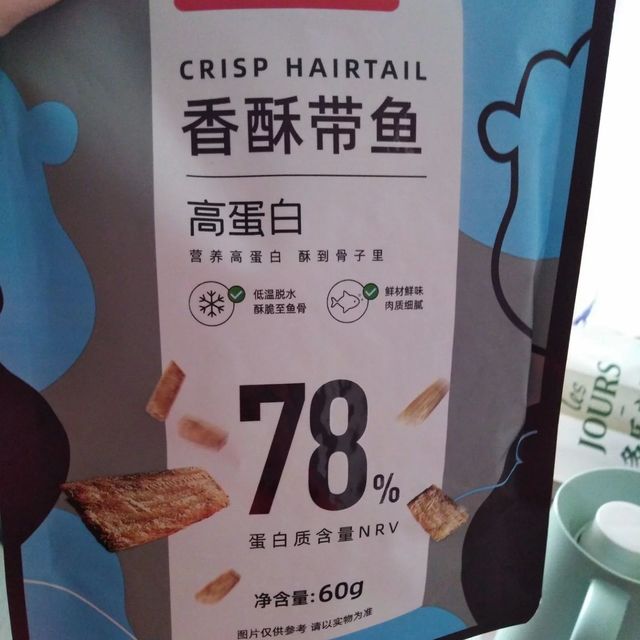 CRISP HAIRTAIL
香酥带鱼
高蛋白
营养高蛋白 酥到骨子里
低温脱水
酥脆至鱼骨
鲜材鲜味
肉质细腻
78%
蛋白质含量NRV
净含量:60g
图片仅供参考 请以实物为准
les
JOURS